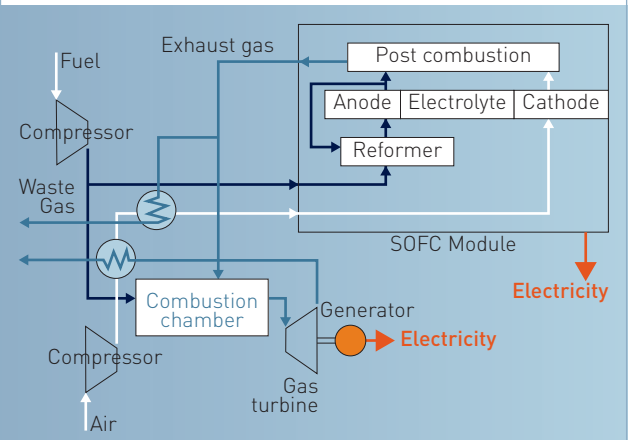 Exhaust gas
Post combustion
Fuel
Anode
Electrolyte
Cathode
Compressor
Reformer
Waste
Gas
SOFC Module
Electricity
Combustion
chamber
Generator
Electricity
Compressor
Gas
turbine
Air